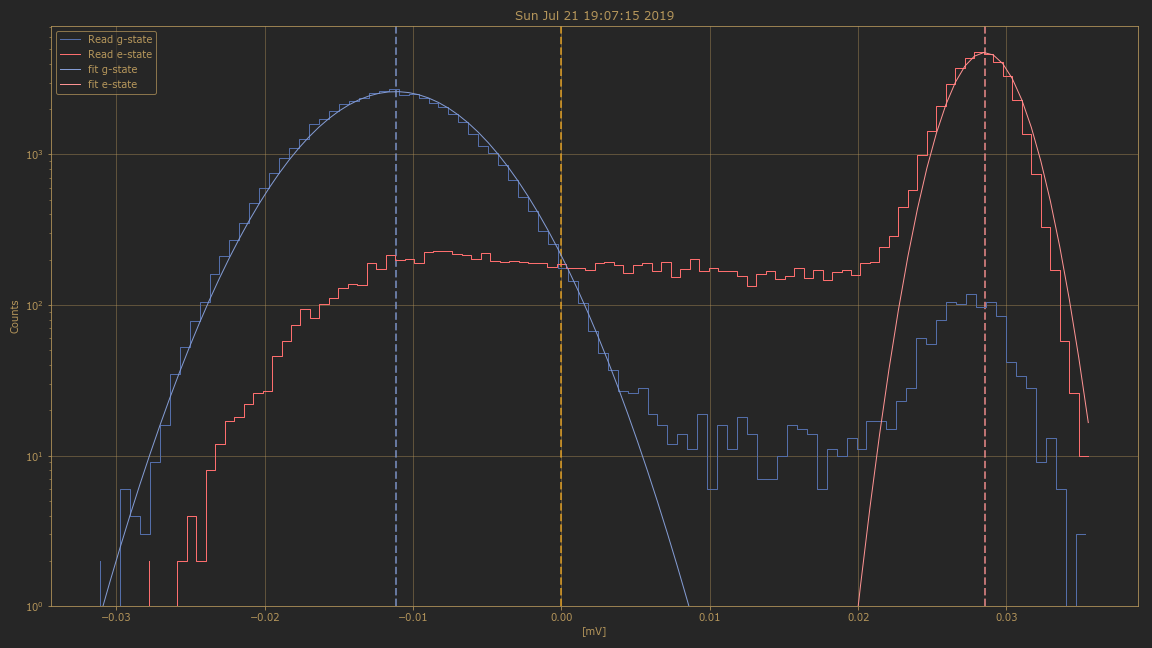 Sun Jul 21 19:07:15 2019
Read g-state
Read e-state
fit g-state
fit e-state
10³
10²
10¹
10⁰
Counts
−0.03 −0.02 −0.01 0.00 0.01 0.02 0.03
[mV]